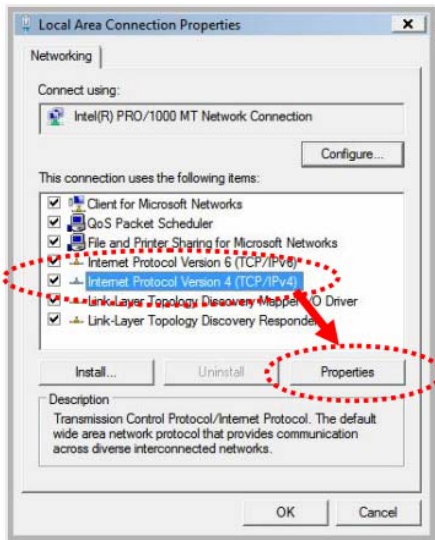 Local Area Connection Properties
Networking
Connect using:
Intel(R) PRO/1000 MT Network Connection
Configure...
This connection uses the following items:
Client for Microsoft Networks
QoS Packet Scheduler
File and Printer Sharing for Microsoft Networks
Internet Protocol Version 6 (TCP/IPv6)
Internet Protocol Version 4 (TCP/IPv4)
Link-Layer Topology Discovery Mapper I/O Driver
Link-Layer Topology Discovery Responder
Install...
Uninstall
Properties
Description
Transmission Control Protocol/Internet Protocol. The default
wide area network protocol that provides communication
across diverse interconnected networks.
OK
Cancel